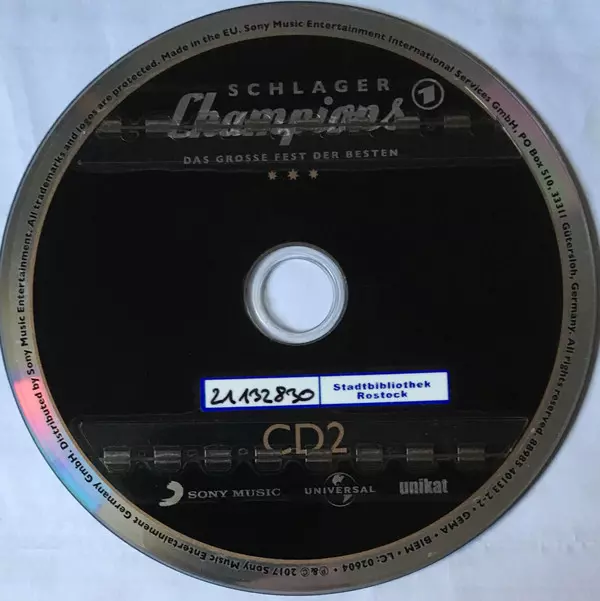 SCHLAGER
Champions 1
DAS GROSSE FEST DER BESTEN
21132830
Stadtbibliothek
Rostock
CD2
SONY MUSIC
UNIVERSAL
unikat
℗&© 2017 Sony Music Entertainment Germany GmbH. Distributed by Sony Music Entertainment. All trademarks and logos are protected. Made in the EU. Sony Music Entertainment International Services GmbH, PO Box 510, 33311 Gütersloh, Germany. All rights reserved. 88985 40133 2-2 • GEMA • BIEM • LC: 02604 •